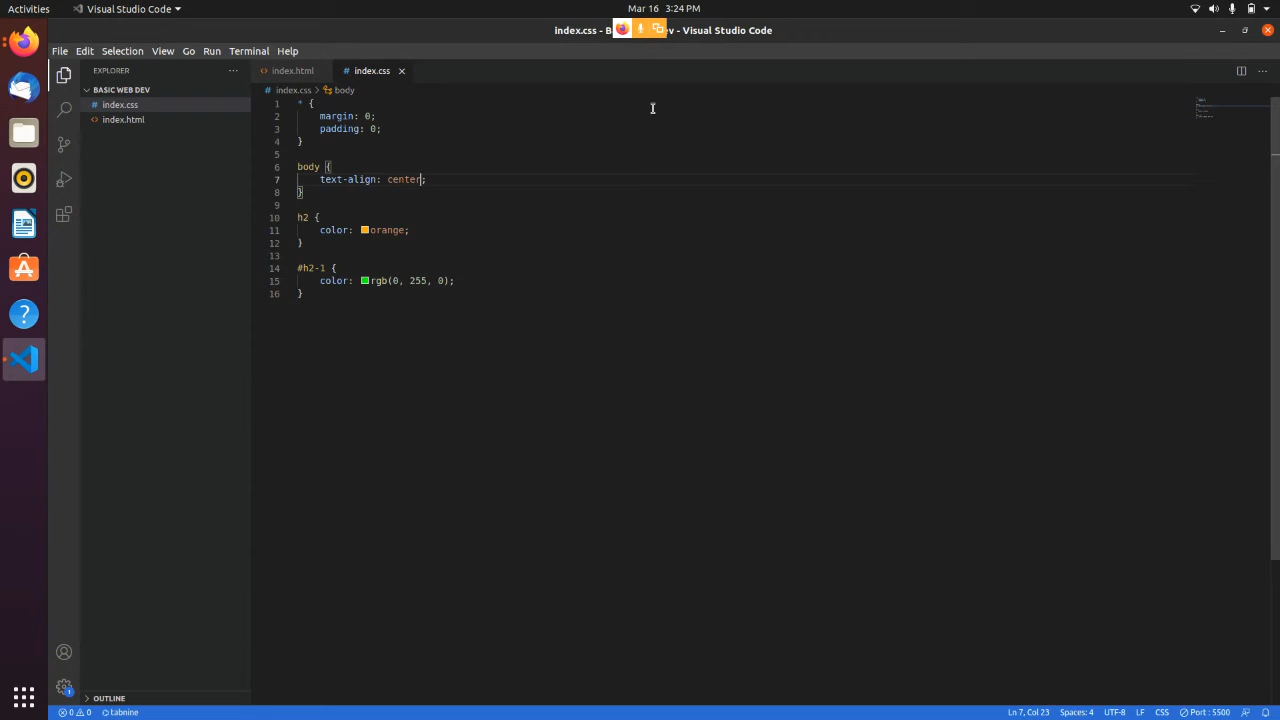 Activities Visual Studio Code Mar 16 3:24 PM
index.css - B dev - Visual Studio Code
File Edit Selection View Go Run Terminal Help
EXPLORER index.html index.css
BASIC WEB DEV index.css > body
index.css
index.html
1 * {
2 margin: 0;
3 padding: 0;
4 }
5
6 body {
7 text-align: center;
8 }
9
10 h2 {
11 color: orange;
12 }
13
14 #h2-1 {
15 color: rgb(0, 255, 0);
16 }
OUTLINE
0 0 tabnine Ln 7, Col 23 Spaces: 4 UTF-8 LF CSS Port : 5500